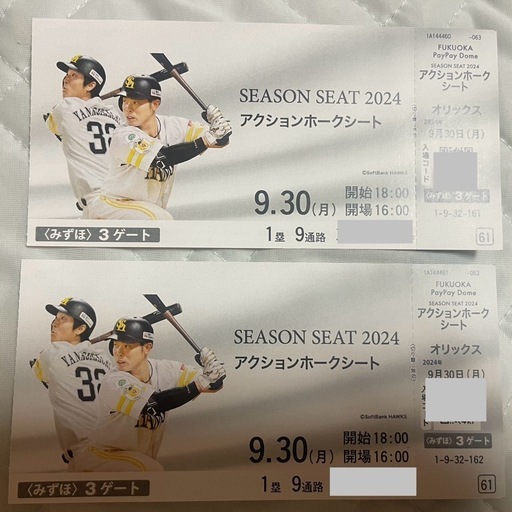 SEASON SEAT 2024
アクションホークシート
©SoftBank HAWKS
9.30(月)
開始 18:00
開場 16:00
1塁 9通路
〈みずほ〉3ゲート
1A144460 -063
FUKUOKA
PayPay Dome
SEASON SEAT 2024
アクションホーク
シート
オリックス
9月30日(月)
〈みずほ〉3ゲート
1-9-32-161
61
SEASON SEAT 2024
アクションホークシート
©SoftBank HAWKS
9.30(月)
開始 18:00
開場 16:00
1塁 9通路
〈みずほ〉3ゲート
1A144461 -063
FUKUOKA
PayPay Dome
SEASON SEAT 2024
アクションホーク
シート
オリックス
2024年
9月30日(月)
〈みずほ〉3ゲート
1-9-32-162
61